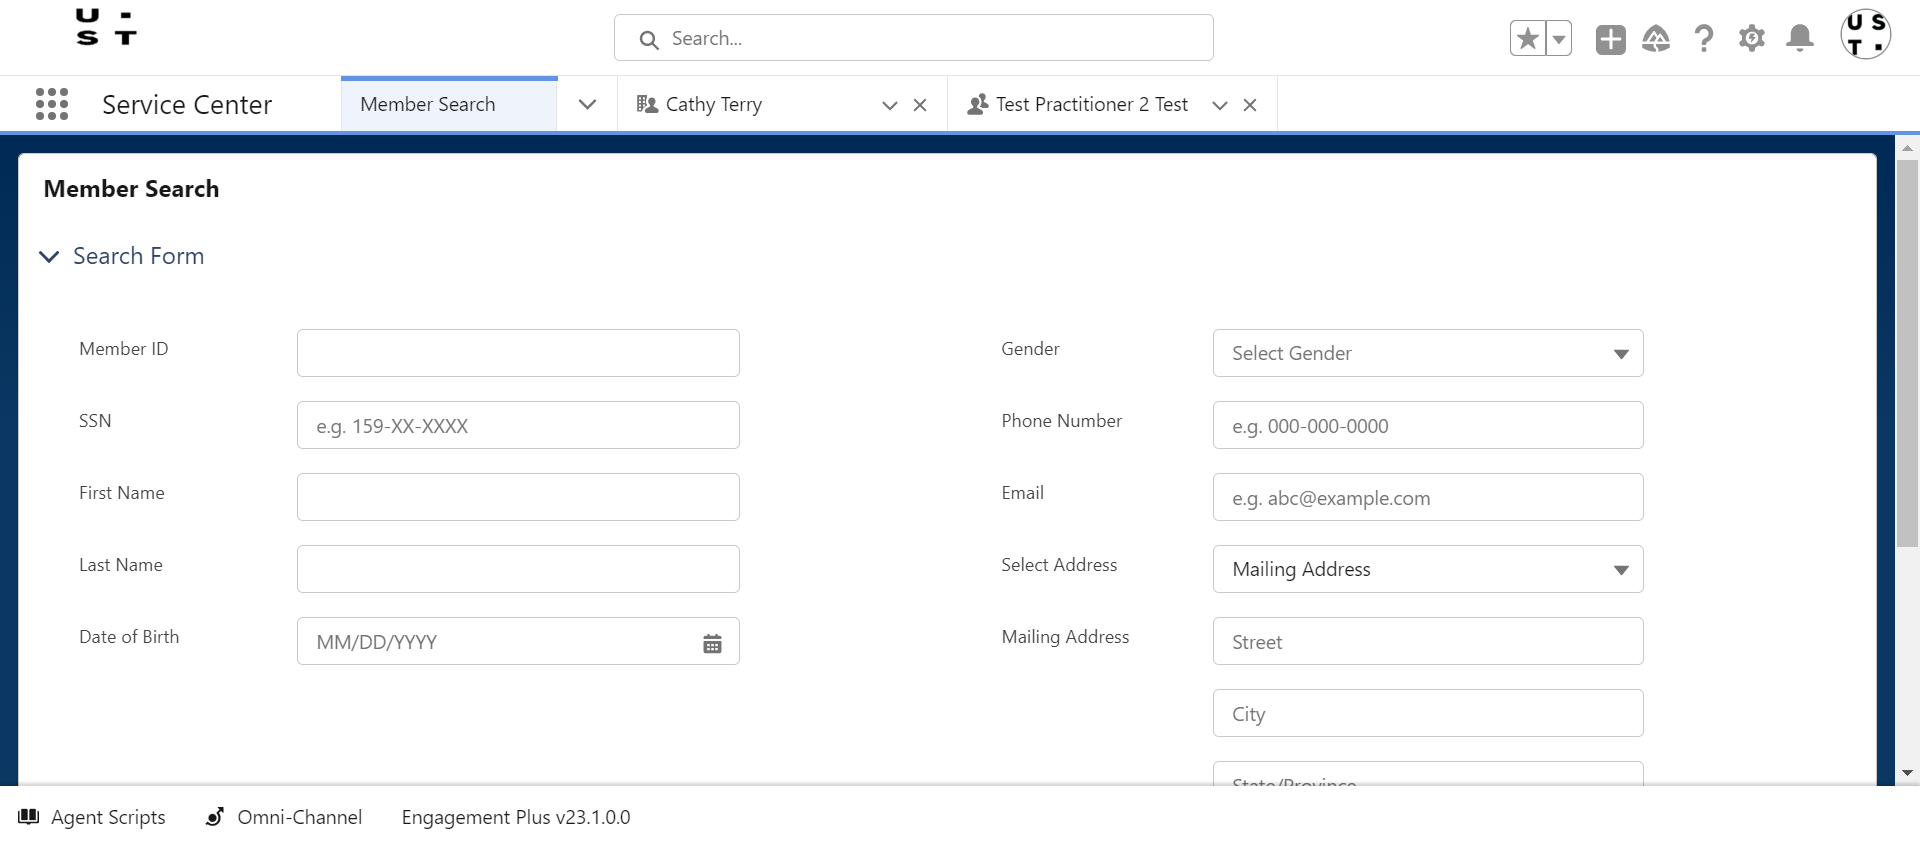 U ·
S T
Search...
U S
T .
Service Center
Member Search
Cathy Terry
Test Practitioner 2 Test
Member Search
Search Form
Member ID
Gender
Select Gender
SSN
e.g. 159-XX-XXXX
Phone Number
e.g. 000-000-0000
First Name
Email
e.g. abc@example.com
Last Name
Select Address
Mailing Address
Date of Birth
MM/DD/YYYY
Mailing Address
Street
City
State/Province
Agent Scripts
Omni-Channel
Engagement Plus v23.1.0.0